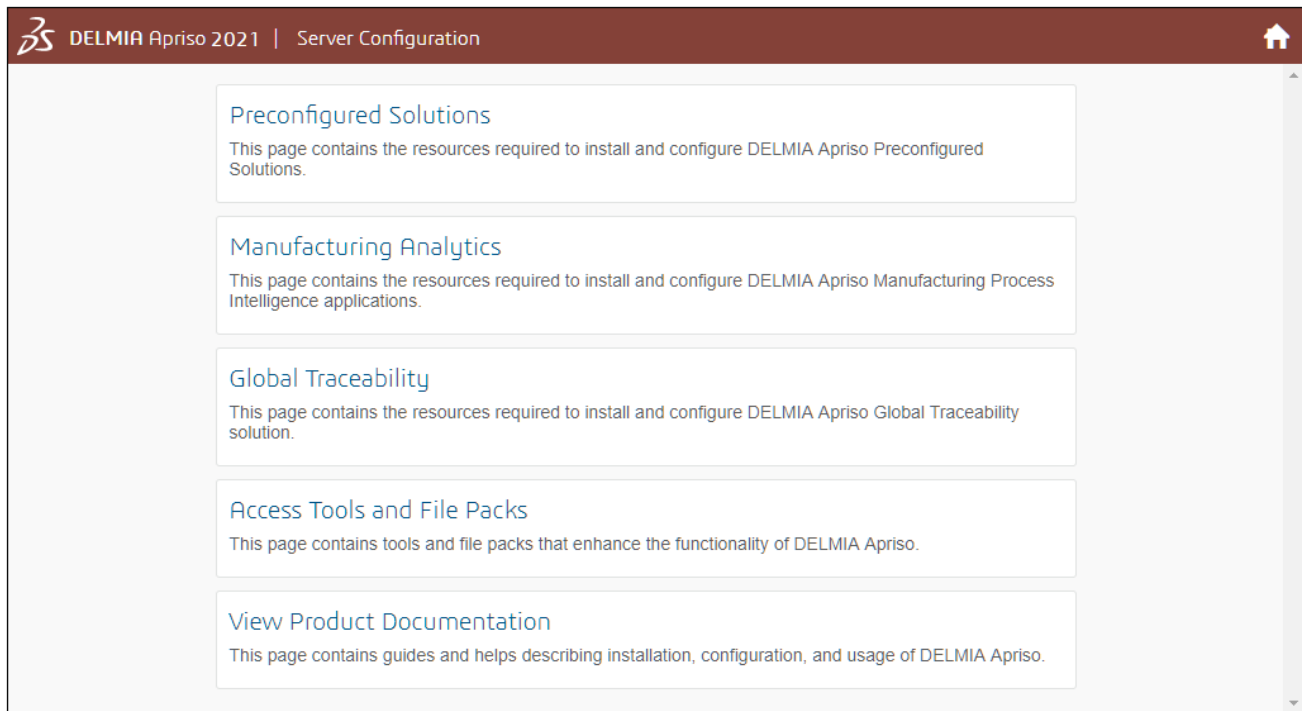 DS DELMIA Apriso 2021 | Server Configuration
Preconfigured Solutions
This page contains the resources required to install and configure DELMIA Apriso Preconfigured
Solutions.
Manufacturing Analytics
This page contains the resources required to install and configure DELMIA Apriso Manufacturing Process
Intelligence applications.
Global Traceability
This page contains the resources required to install and configure DELMIA Apriso Global Traceability
solution.
Access Tools and File Packs
This page contains tools and file packs that enhance the functionality of DELMIA Apriso.
View Product Documentation
This page contains guides and helps describing installation, configuration, and usage of DELMIA Apriso.